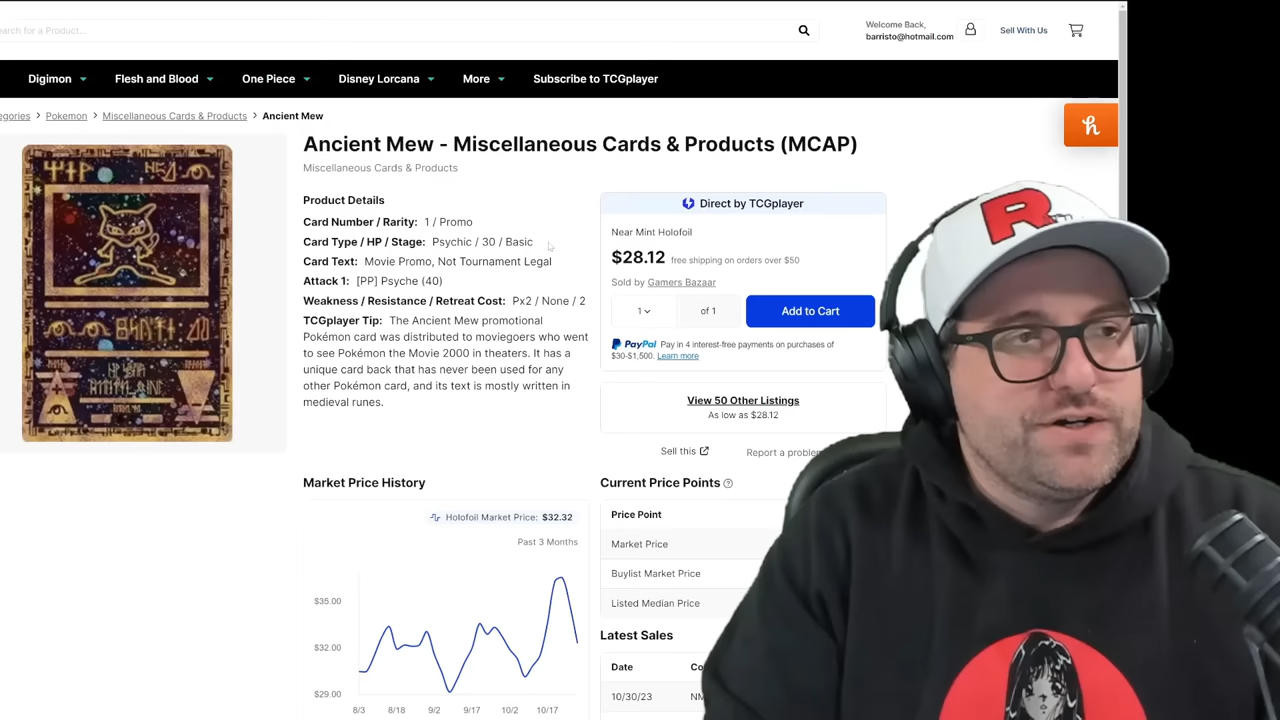 earch for a Product...
Welcome Back,
barristo@hotmail.com
Sell With Us
Digimon
Flesh and Blood
One Piece
Disney Lorcana
More
Subscribe to TCGplayer
egories > Pokemon > Miscellaneous Cards & Products > Ancient Mew
h
Ancient Mew - Miscellaneous Cards & Products (MCAP)
Miscellaneous Cards & Products
Product Details
Card Number / Rarity: 1 / Promo
Card Type / HP / Stage: Psychic / 30 / Basic
Card Text: Movie Promo, Not Tournament Legal
Attack 1: [PP] Psyche (40)
Weakness / Resistance / Retreat Cost: Px2 / None / 2
TCGplayer Tip: The Ancient Mew promotional
Pokémon card was distributed to moviegoers who went
to see Pokémon the Movie 2000 in theaters. It has a
unique card back that has never been used for any
other Pokémon card, and its text is mostly written in
medieval runes.
Direct by TCGplayer
Near Mint Holofoil
$28.12 free shipping on orders over $50
Sold by Gamers Bazaar
1 of 1
Add to Cart
PayPal Pay in 4 interest-free payments on purchases of
$30-$1,500. Learn more
View 50 Other Listings
As low as $28.12
Sell this
Report a problem
R
Market Price History
Holofoil Market Price: $32.32
Past 3 Months
$35.00
$32.00
$29.00
8/3 8/18 9/2 9/17 10/2 10/17
Current Price Points
Price Point
Market Price
Buylist Market Price
Listed Median Price
Latest Sales
Date Co
10/30/23 NM